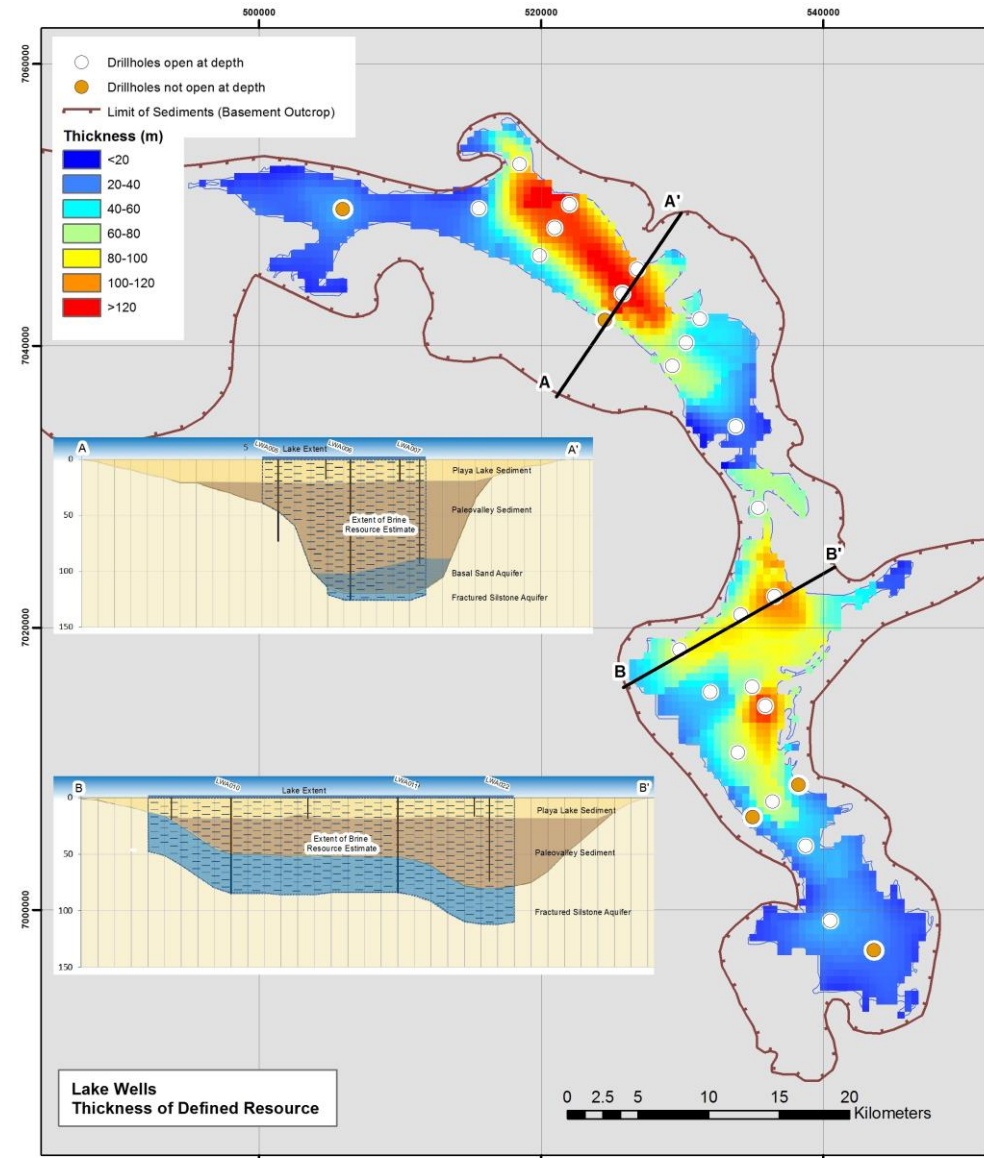 500000
520000
540000
7060000
7040000
7020000
7000000
Drillholes open at depth
Drillholes not open at depth
Limit of Sediments (Basement Outcrop)
Thickness (m)
<20
20-40
40-60
60-80
80-100
100-120
>120
A'
A
B'
B
A
5
LWA005
Lake Extent
LWA006
LWA007
A'
0
50
100
150
Playa Lake Sediment
Paleovalley Sediment
Extent of Brine
Resource Estimate
Basal Sand Aquifer
Fractured Silstone Aquifer
B
LWA010
Lake Extent
LWA011
LWA022
B'
0
50
100
150
Playa Lake Sediment
Extent of Brine
Resource Estimate
Paleovalley Sediment
Fractured Silstone Aquifer
Lake Wells
Thickness of Defined Resource
0 2.5 5 10 15 20
Kilometers